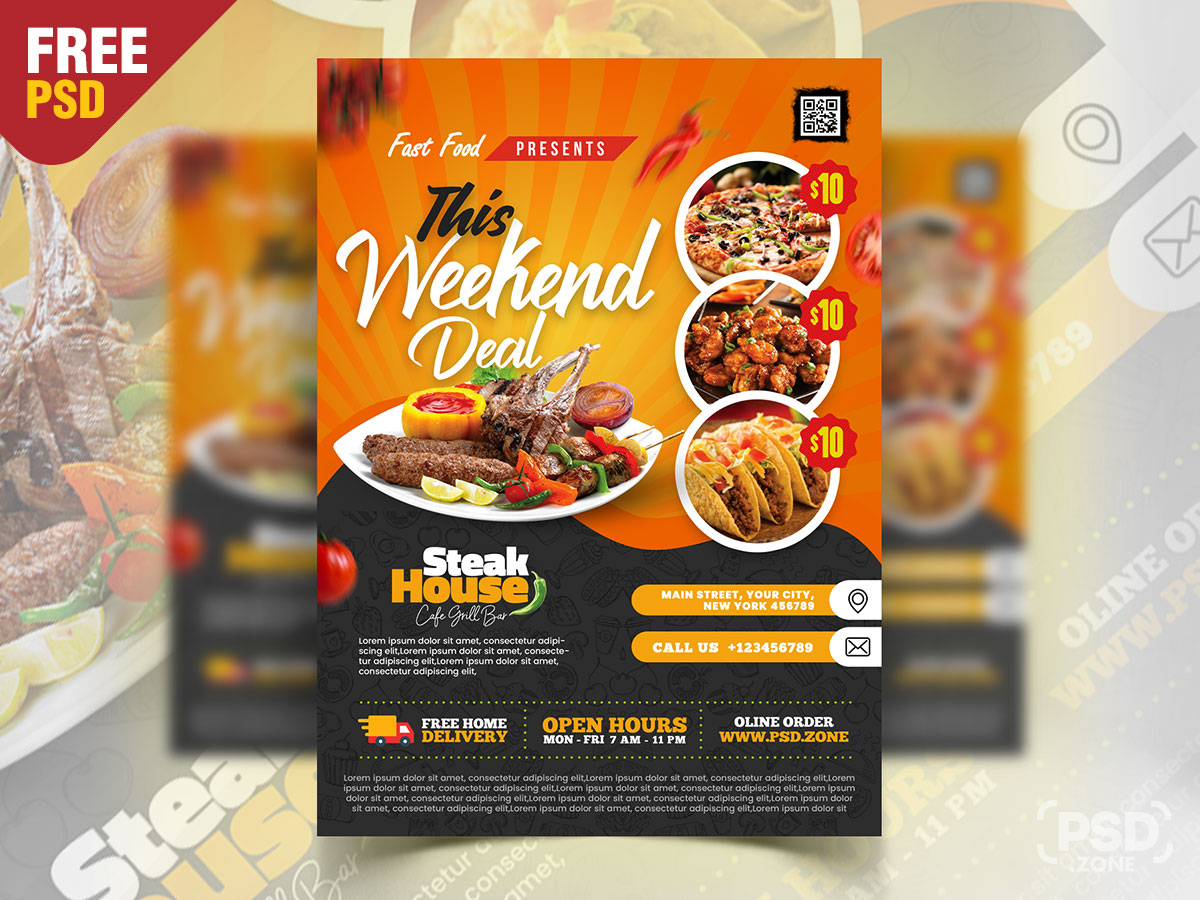 FREE
PSD
Fast Food
PRESENTS
This
Weekend
Deal
$10
$10
$10
Steak
House
Cafe Grill Bar
Lorem ipsum dolor sit amet, consectetur adipi-
scing elit,Lorem ipsum dolor sit amet, consecte-
tur adipiscing elit,Lorem ipsum dolor sit amet,
consectetur adipiscing elit,
MAIN STREET, YOUR CITY,
NEW YORK 456789
CALL US +123456789
FREE HOME
DELIVERY
OPEN HOURS
MON - FRI 7 AM - 11 PM
OLINE ORDER
WWW.PSD.ZONE
Lorem ipsum dolor sit amet, consectetur adipiscing elit,Lorem ipsum dolor sit amet, consectetur adipiscing elit,Lorem
ipsum dolor sit amet, consectetur adipiscing elit,Lorem ipsum dolor sit amet, consectetur adipiscing elit,Lorem ipsum
dolor sit amet, consectetur adipiscing elit,Lorem ipsum dolor sit amet, consectetur adipiscing elit,Lorem ipsum dolor
sit amet, consectetur adipiscing elit,Lorem ipsum dolor sit amet, consectetur adipiscing elit,Lorem ipsum dolor sit
PSD
ZONE